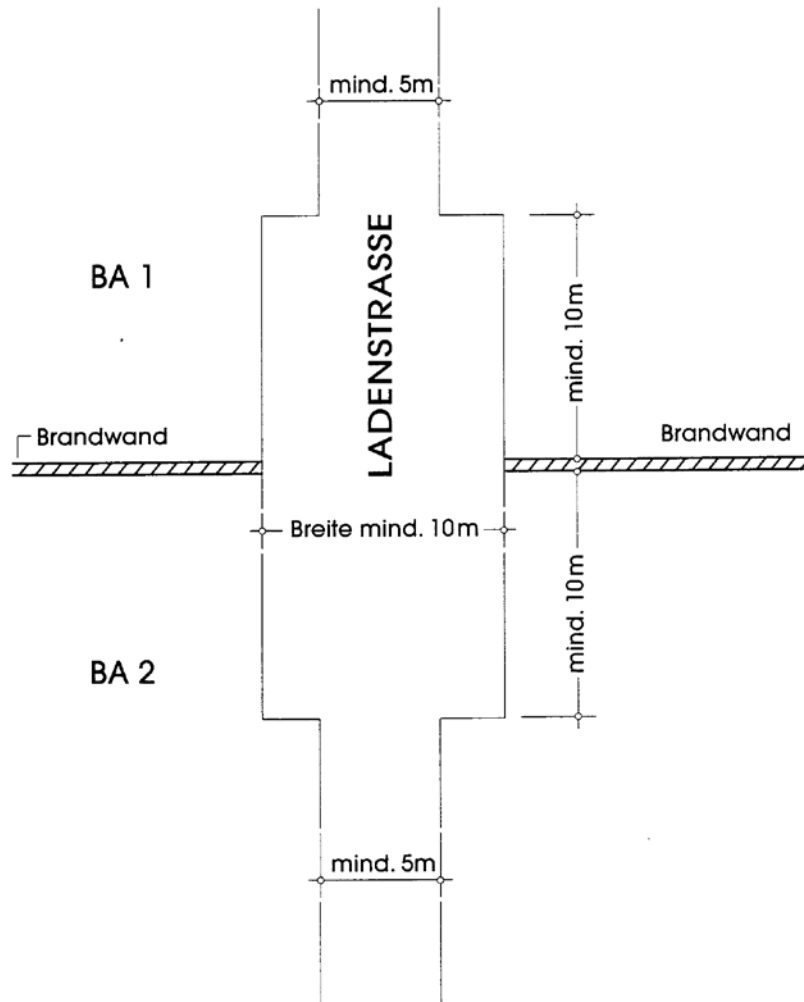 mind. 5m
LADENSTRASSE
BA 1
mind. 10m
Brandwand
Brandwand
Breite mind. 10m
mind. 10m
BA 2
mind. 5m